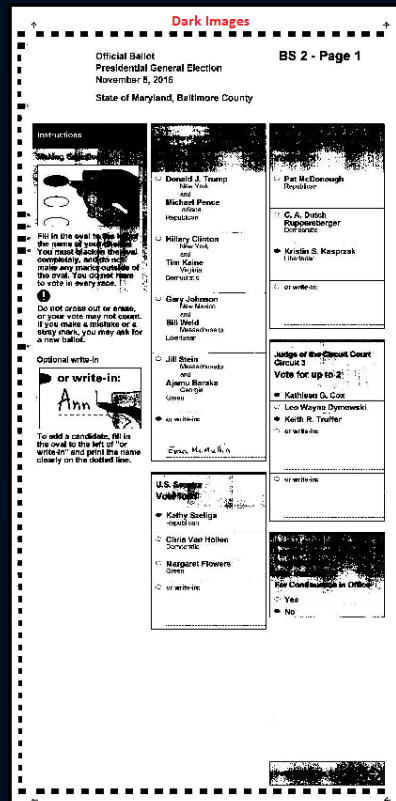 Dark Images
Official Ballot
Presidential General Election
November 8, 2016
State of Maryland, Baltimore County
BS 2 - Page 1
Instructions
Making Selections
Fill in the oval to the left of
the name of your choice.
You must blacken the oval
completely, and do not
make any marks outside of
the oval. You do not have
to vote in every race.
Do not cross out or erase,
or your vote may not count.
If you make a mistake or a
stray mark, you may ask for
a new ballot.
Optional write-in
or write-in:
Ann
To add a candidate, fill in
the oval to the left of "or
write-in" and print the name
clearly on the dotted line.
Donald J. Trump
New York
and
Michael Pence
Indiana
Republican
Hillary Clinton
New York
and
Tim Kaine
Virginia
Democratic
Gary Johnson
New Mexico
and
Bill Weld
Massachusetts
Libertarian
Jill Stein
Massachusetts
and
Ajamu Baraka
Georgia
Green
or write-in:
Evan McMullin
U.S. Senator
Vote for 1
Kathy Szeliga
Republican
Chris Van Hollen
Democratic
Margaret Flowers
Green
or write-in:
Pat McDonough
Republican
C. A. Dutch
Ruppersberger
Democratic
Kristin S. Kasprzak
Libertarian
or write-in:
Judge of the Circuit Court
Circuit 3
Vote for up to 2
Kathleen G. Cox
Leo Wayne Dymowski
Keith R. Truffer
or write-in:
or write-in:
For Continuance in Office
Yes
No